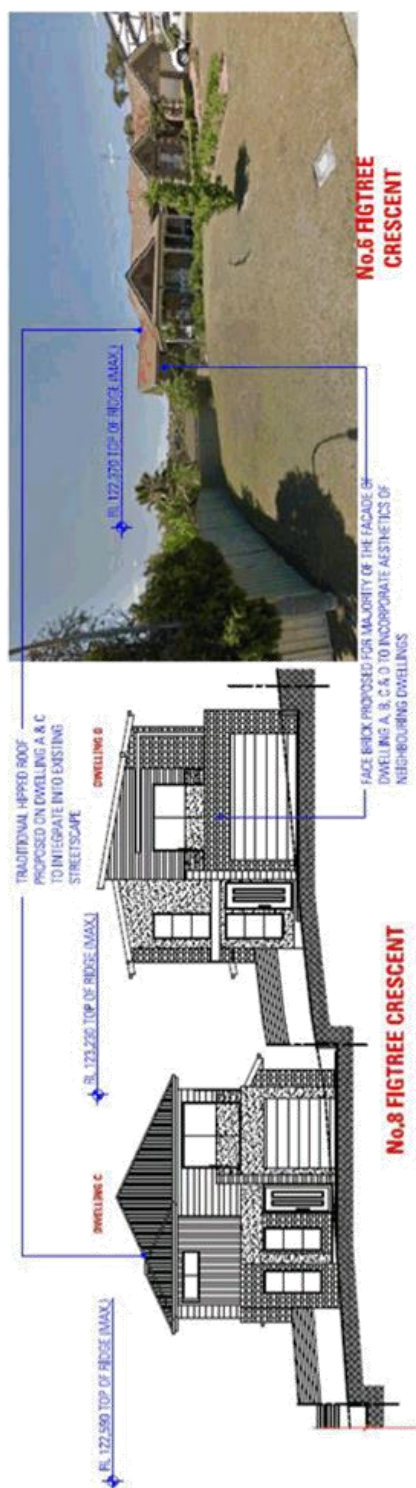 RL 122,590 TOP OF RIDGE (MAX.)
DWELLING C
RL 123,230 TOP OF RIDGE (MAX.)
TRADITIONAL HIPPED ROOF
PROPOSED ON DWELLING A & C
TO INTEGRATE INTO EXISTING
STREETSCAPE
DWELLING D
RL 122,370 TOP OF RIDGE (MAX.)
No.8 FIGTREE CRESCENT
FACE BRICK PROPOSED FOR MAJORITY OF THE FACADE OF
DWELLING A, B, C & D TO INCORPORATE AESTHETICS OF
NEIGHBOURING DWELLINGS
No.6 FIGTREE
CRESCENT